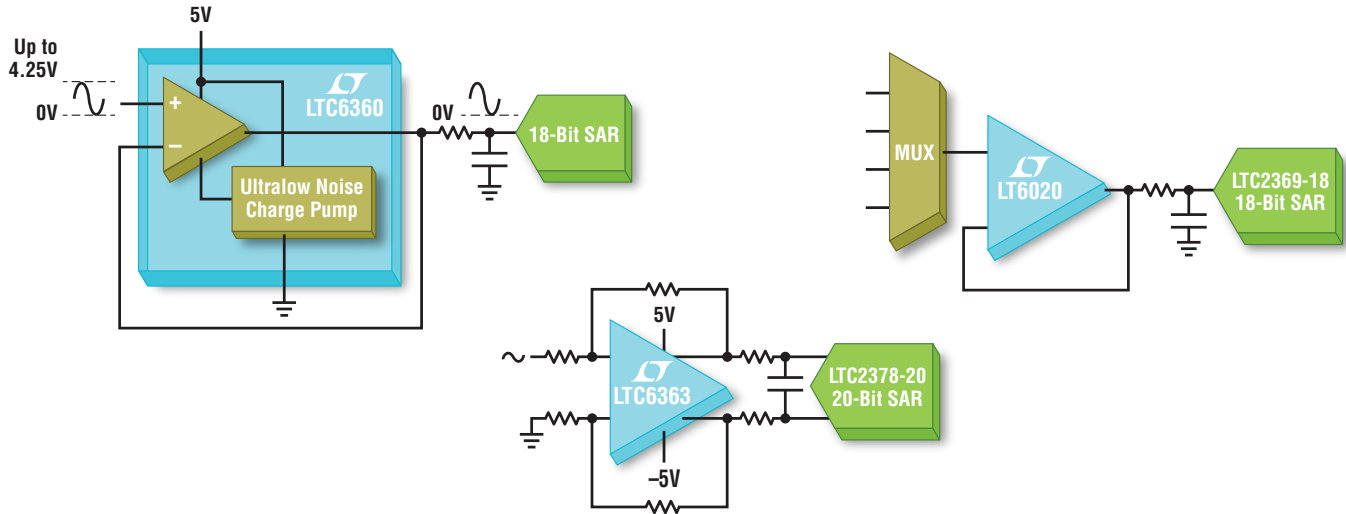 5V
Up to
4.25V
0V
+
–
LTC6360
Ultralow Noise
Charge Pump
0V
18-Bit SAR
MUX
LT6020
LTC2369-18
18-Bit SAR
5V
LTC6363
–5V
LTC2378-20
20-Bit SAR